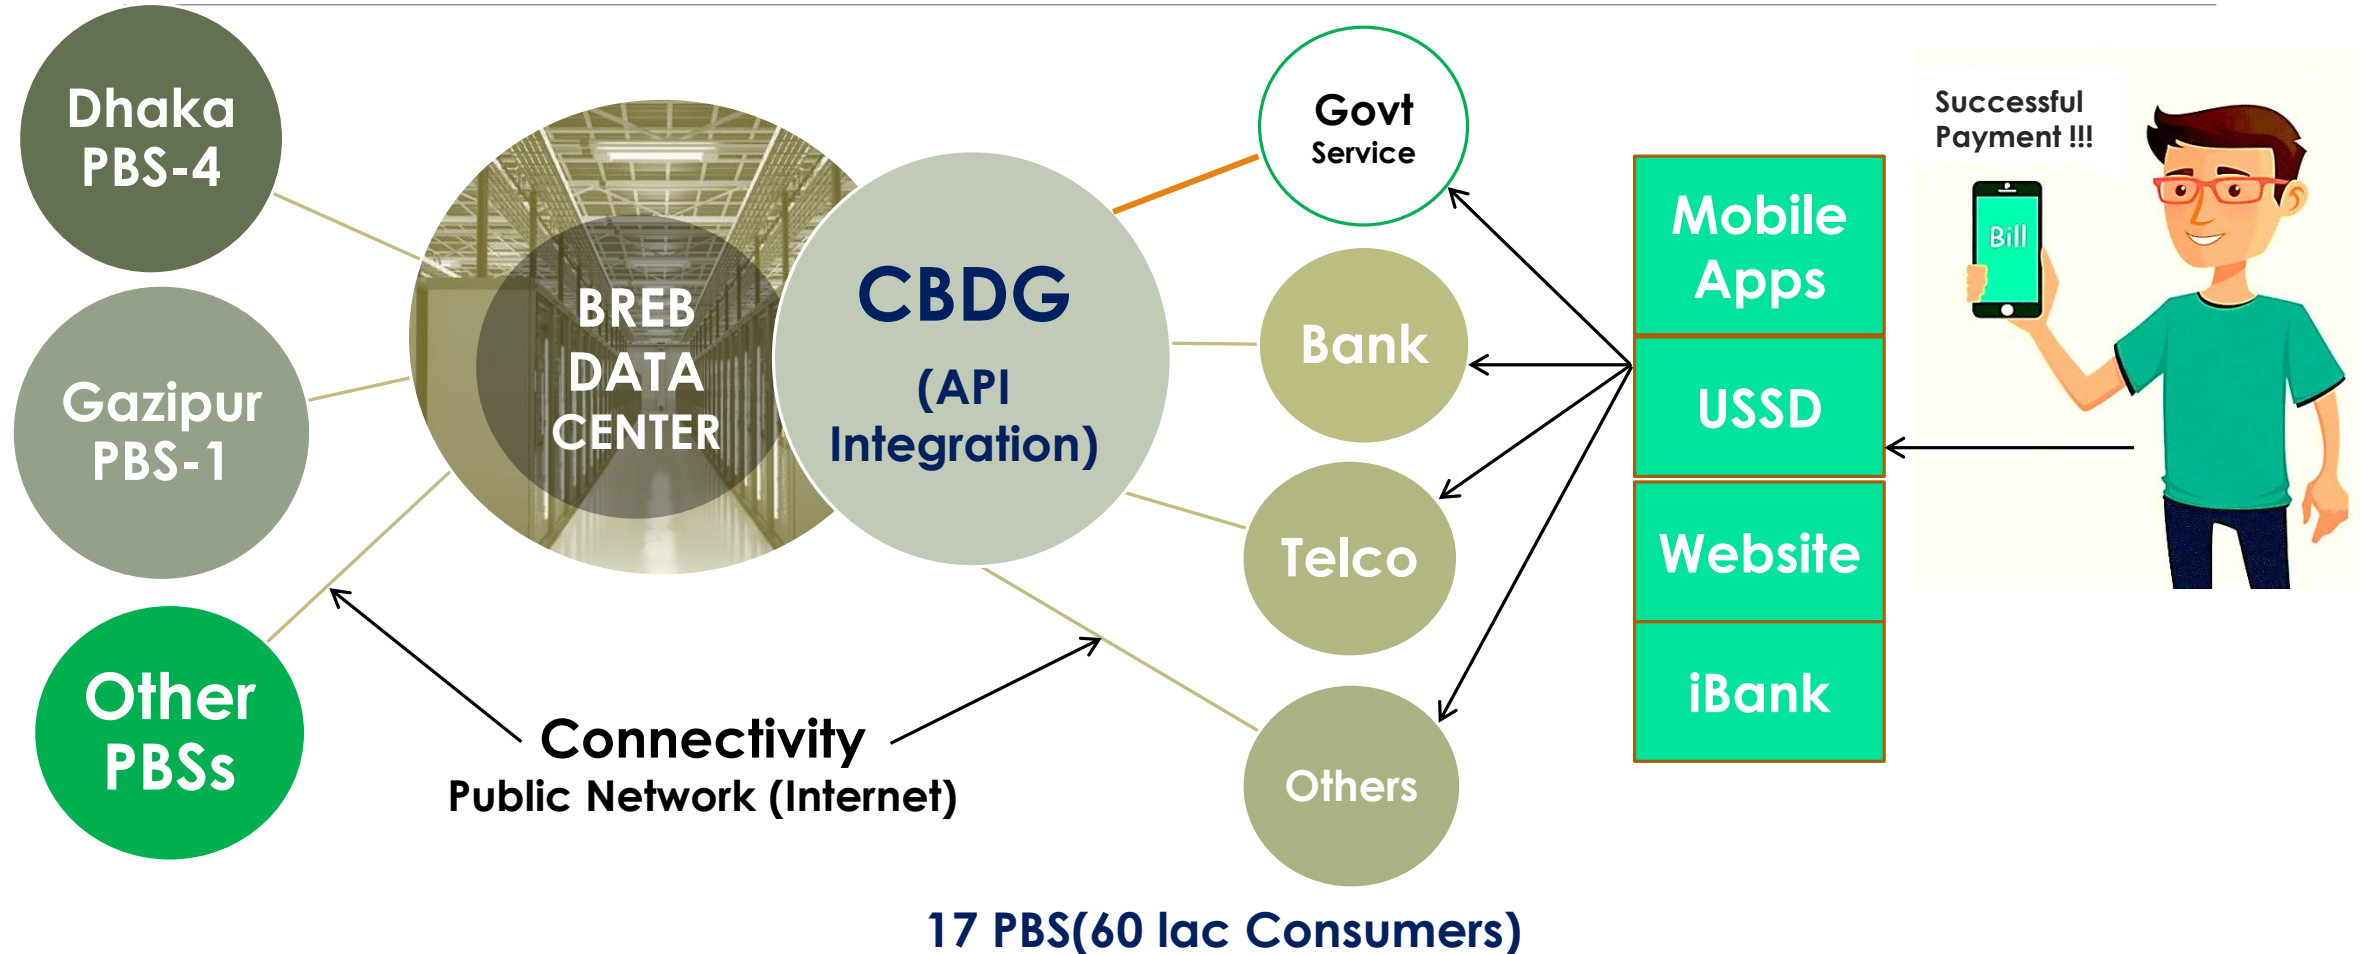 Dhaka
PBS-4
Gazipur
PBS-1
Other
PBSs
BREB
DATA
CENTER
CBDG
(API
Integration)
Connectivity
Public Network (Internet)
Govt
Service
Bank
Telco
Others
Mobile
Apps
USSD
Website
iBank
Successful
Payment !!!
Bill
17 PBS(60 lac Consumers)